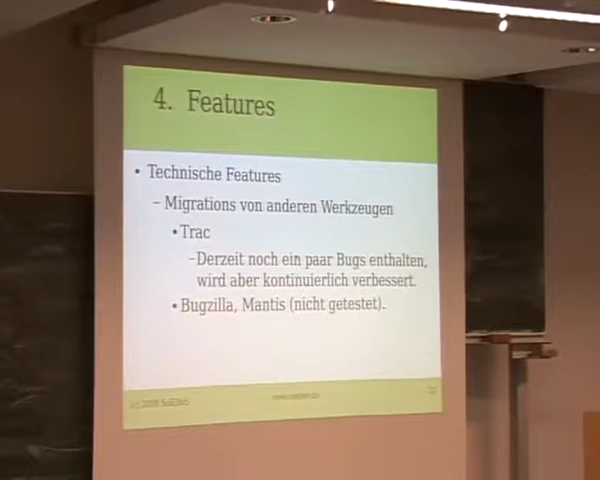 4. Features
• Technische Features
– Migrations von anderen Werkzeugen
• Trac
– Derzeit noch ein paar Bugs enthalten,
wird aber kontinuierlich verbessert.
• Bugzilla, Mantis (nicht getestet).